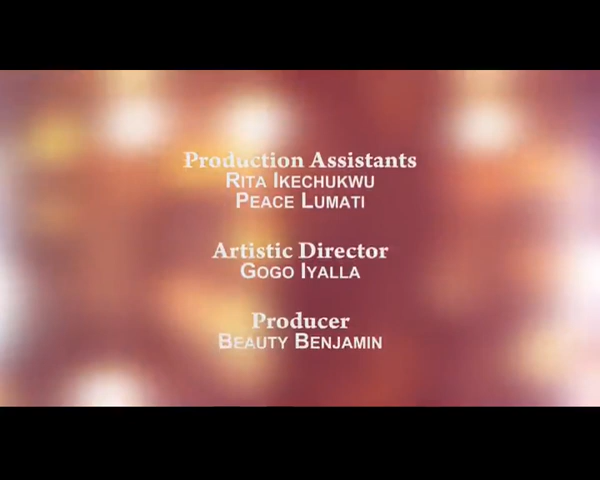 Production Assistants
Rita Ikechukwu
Peace Lumati
Artistic Director
Gogo Iyalla
Producer
Beauty Benjamin